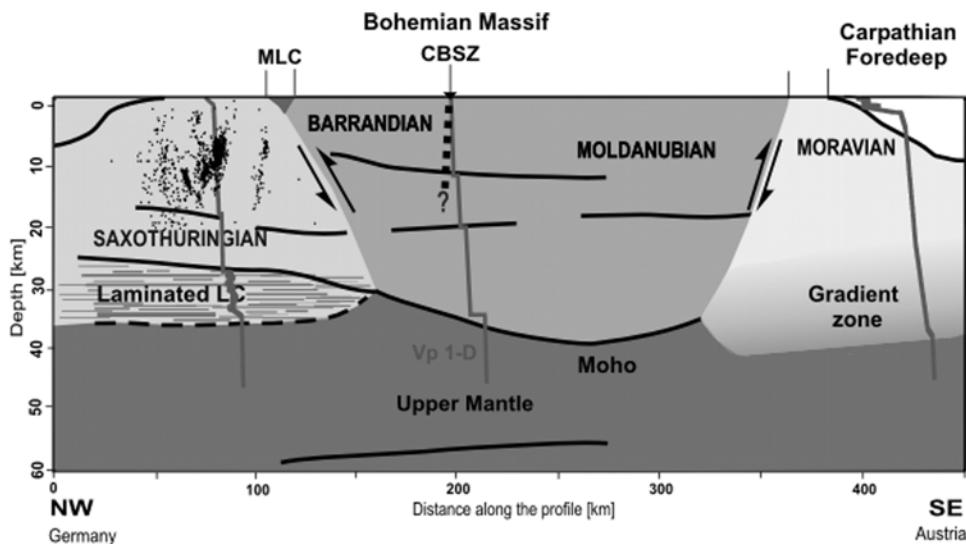 Bohemian Massif
MLC
CBSZ
Carpathian
Foredeep
BARRANDIAN
MOLDANUBIAN
MORAVIAN
?
SAXOTHURINGIAN
Laminated LC
Gradient
zone
Vp 1-D
Moho
Upper Mantle
Depth [km]
0
10
20
30
40
50
60
0
100
200
300
400
NW
Distance along the profile [km]
SE
Germany
Austria